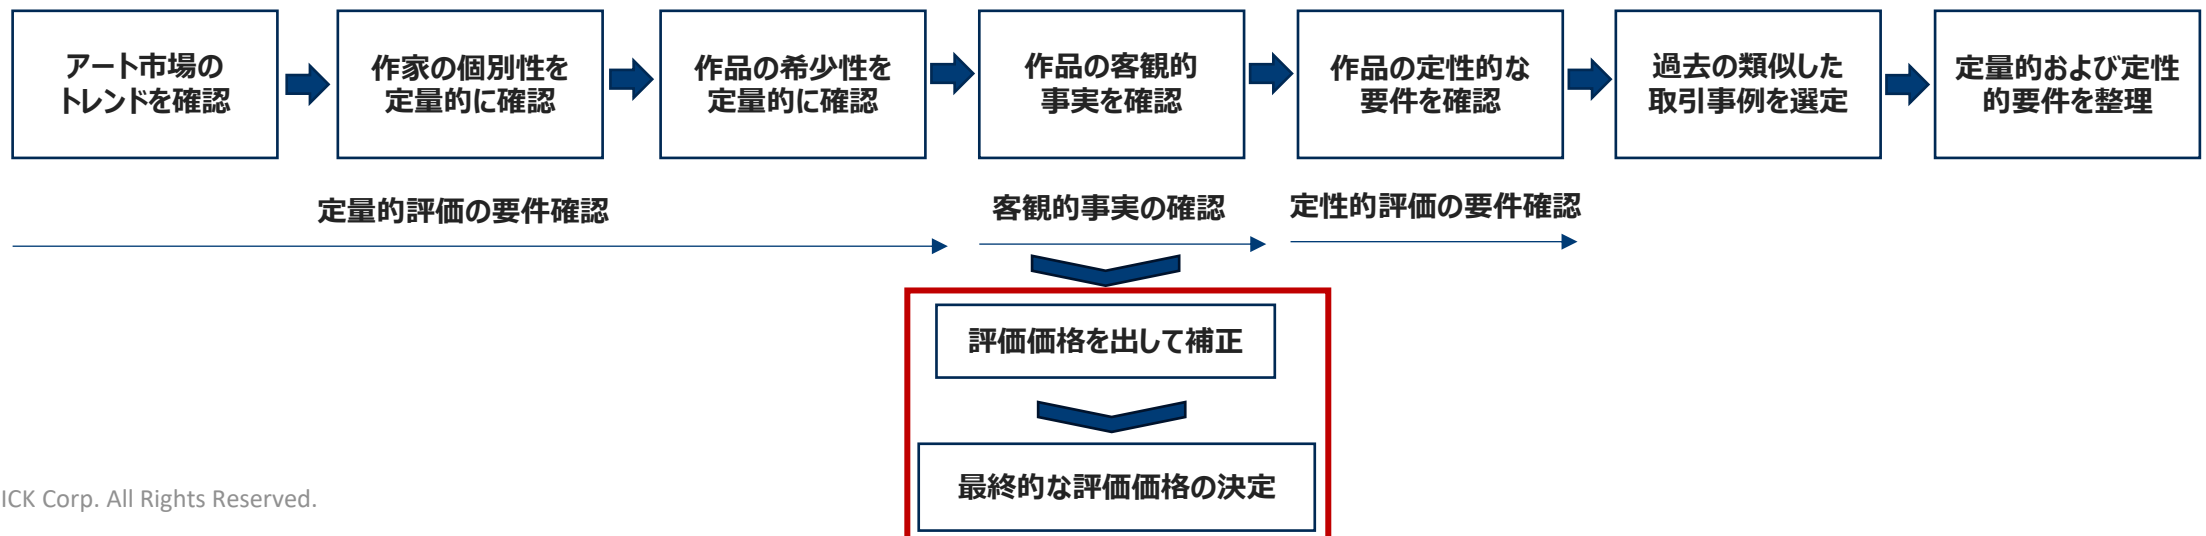 アート市場の
トレンドを確認
作家の個別性を
定量的に確認
作品の希少性を
定量的に確認
作品の客観的
事実を確認
作品の定性的な
要件を確認
過去の類似した
取引事例を選定
定量的および定性
的要件を整理
定量的評価の要件確認
客観的事実の確認
定性的評価の要件確認
評価価格を出して補正
最終的な評価価格の決定
ICK Corp. All Rights Reserved.